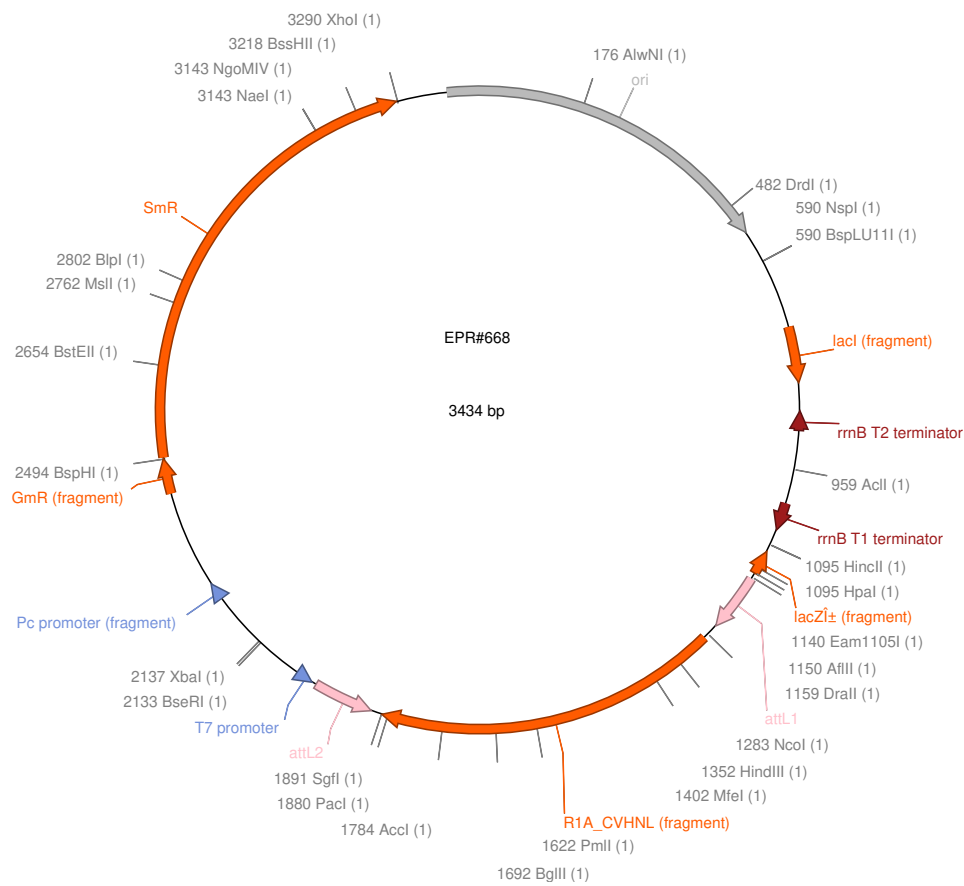 3290 XhoI (1)
3218 BssHII (1)
3143 NgoMIV (1)
3143 NaeI (1)
176 AlwNI (1)
ori
482 DrdI (1)
590 NspI (1)
590 BspLU11I (1)
SmR
2802 BlpI (1)
2762 MslI (1)
2654 BstEII (1)
EPR#668
3434 bp
lacI (fragment)
rrnB T2 terminator
2494 BspHI (1)
GmR (fragment)
959 AclI (1)
rrnB T1 terminator
1095 HincII (1)
1095 HpaI (1)
lacZÎ± (fragment)
Pc promoter (fragment)
1140 Eam1105I (1)
1150 AflII (1)
1159 DraII (1)
2137 XbaI (1)
2133 BseRI (1)
T7 promoter
attL1
attL2
1283 NcoI (1)
1891 SgfI (1)
1352 HindIII (1)
1880 PacI (1)
1402 MfeI (1)
1784 AccI (1)
R1A_CVHNL (fragment)
1622 PmlI (1)
1692 BglII (1)